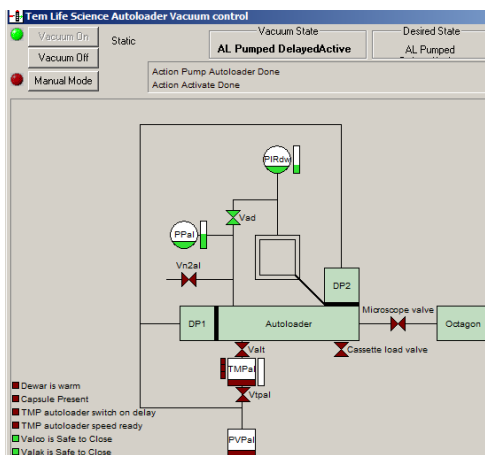 Tem Life Science Autoloader Vacuum control
Vacuum On
Static
Vacuum Off
Manual Mode
Vacuum State
AL Pumped DelayedActive
Desired State
AL Pumped
Action Pump Autoloader Done
Action Activate Done
PIRdw
Vad
PPal
Vn2al
DP2
Microscope valve
DP1
Autoloader
Octagon
Valt
Cassette load valve
TMPal
Vtpal
PVPal
Dewar is warm
Capsule Present
TMP autoloader switch on delay
TMP autoloader speed ready
Valco is Safe to Close
Valak is Safe to Close